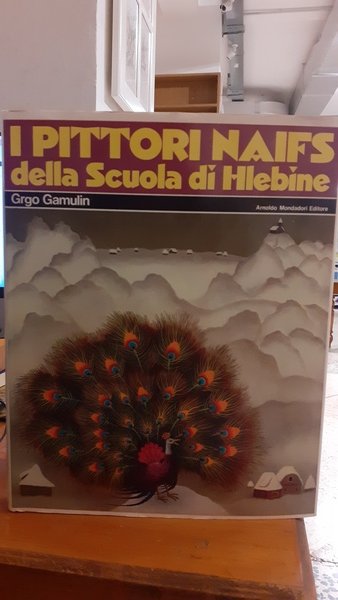 I PITTORI NAIFS
della Scuola di Hlebine
Grgo Gamulin
Arnoldo Mondadori Editore